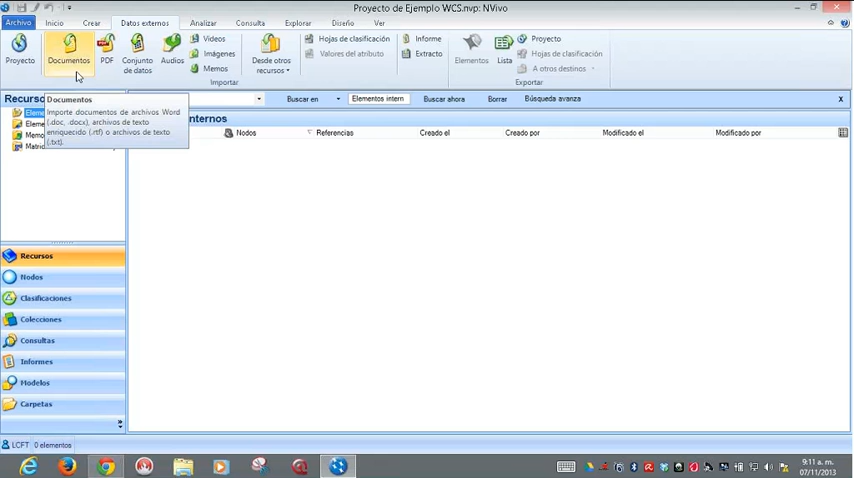 Proyecto de Ejemplo WCS.nvp: NVivo
Archivo Inicio Crear Datos externos Analizar Consulta Explorar Diseño Ver
Proyecto
Documentos
PDF
Conjunto
de datos
Audios
Videos
Imágenes
Memos
Importar
Desde otros
recursos
Hojas de clasificación
Valores del atributo
Informe
Extracto
Elementos
Lista
Proyecto
Hojas de clasificación
A otros destinos
Exportar
Recurs
Buscar en
Elementos intern
Buscar ahora
Borrar
Búsqueda avanza
x
Documentos
Importe documentos de archivos Word
(.doc, .docx), archivos de texto
enriquecido (.rtf) o archivos de texto
(.txt).
Eleme
Eleme
Memo
Matric
nternos
Nodos Referencias Creado el Creado por Modificado el Modificado por
Recursos
Nodos
Clasificaciones
Colecciones
Consultas
Informes
Modelos
Carpetas
LCFT 0 elementos
9:11 a. m.
07/11/2013